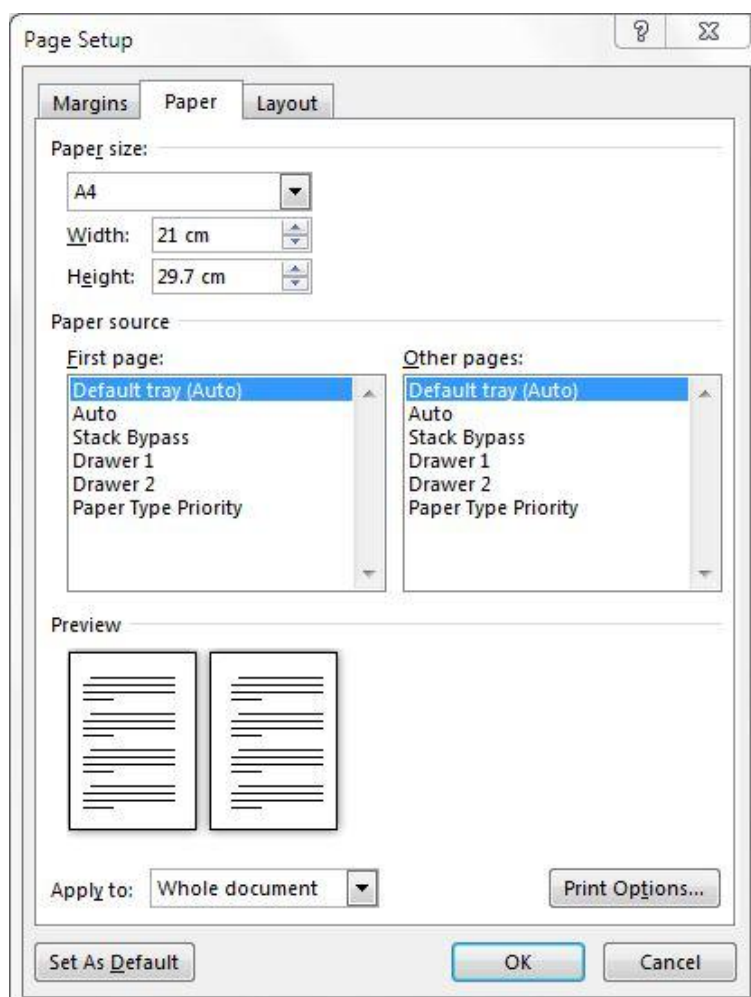 Page Setup
Margins Paper Layout
Paper size:
A4
Width: 21 cm
Height: 29.7 cm
Paper source
First page: Other pages:
Default tray (Auto) Default tray (Auto)
Auto Auto
Stack Bypass Stack Bypass
Drawer 1 Drawer 1
Drawer 2 Drawer 2
Paper Type Priority Paper Type Priority
Preview
Apply to: Whole document Print Options...
Set As Default OK Cancel